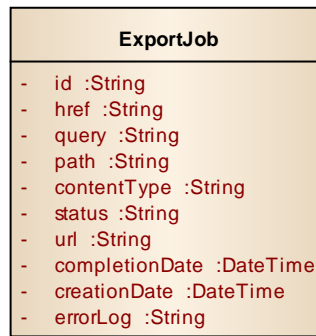 ExportJob
- id :String
- href :String
- query :String
- path :String
- contentType :String
- status :String
- url :String
- completionDate :DateTime
- creationDate :DateTime
- errorLog :String